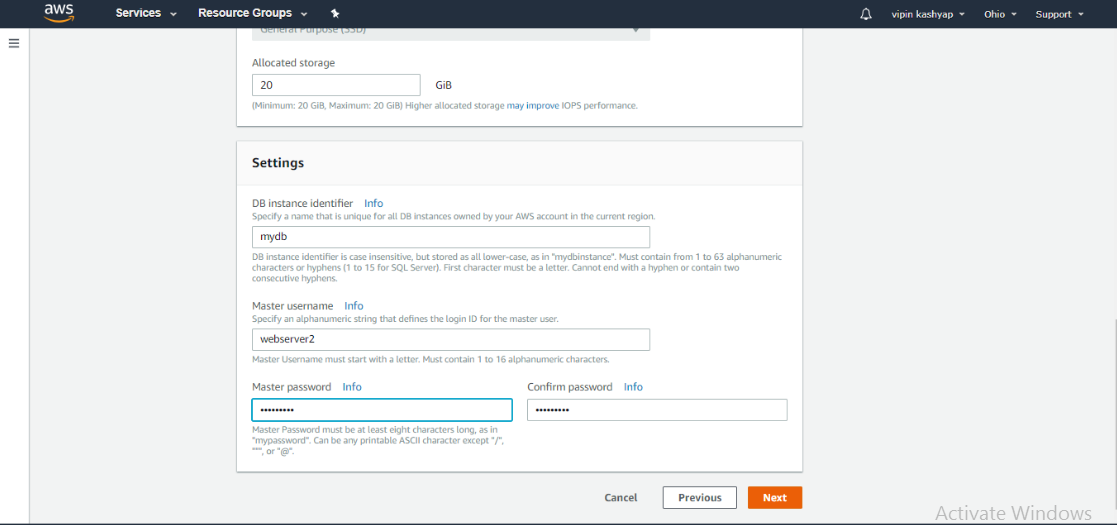 aws Services Resource Groups vipin kashyap Ohio Support
General Purpose (SSD)
Allocated storage
20 GiB
(Minimum: 20 GiB, Maximum: 20 GiB) Higher allocated storage may improve IOPS performance.
Settings
DB instance identifier Info
Specify a name that is unique for all DB instances owned by your AWS account in the current region.
mydb
DB instance identifier is case insensitive, but stored as all lower-case, as in "mydbinstance". Must contain from 1 to 63 alphanumeric
characters or hyphens (1 to 15 for SQL Server). First character must be a letter. Cannot end with a hyphen or contain two
consecutive hyphens.
Master username Info
Specify an alphanumeric string that defines the login ID for the master user.
webserver2
Master Username must start with a letter. Must contain 1 to 16 alphanumeric characters.
Master password Info Confirm password Info
••••••••• •••••••••
Master Password must be at least eight characters long, as in
"mypassword". Can be any printable ASCII character except "/",
""", or "@".
Cancel Previous Next
Activate Windows